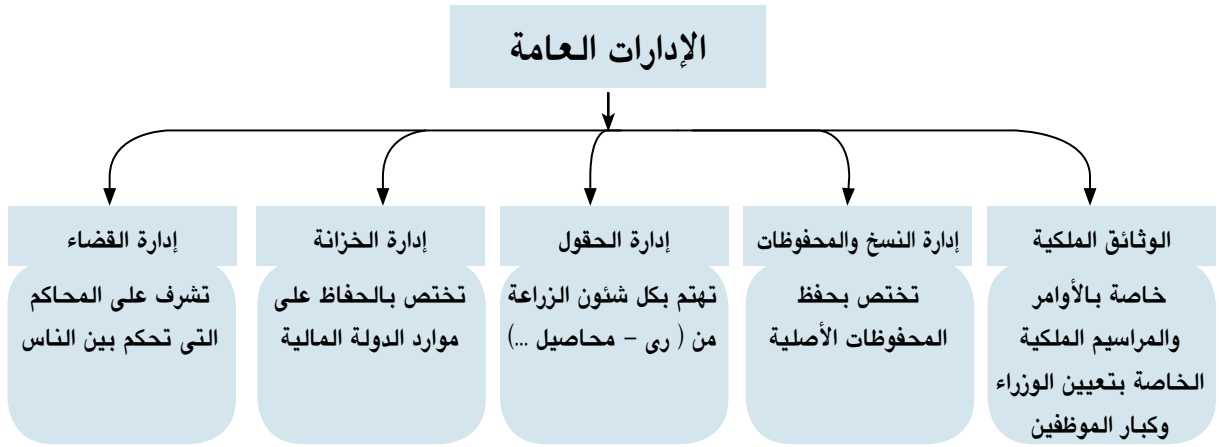 الإدارات العامة
الوثائق الملكية
خاصة بالأوامر
والمراسيم الملكية
الخاصة بتعيين الوزراء
وكبار الموظفين
إدارة النسخ والمحفوظات
تختص بحفظ
المحفوظات الأصلية
إدارة الحقول
تهتم بكل شئون الزراعة
من ( رى – محاصيل ...)
إدارة الخزانة
تختص بالحفاظ على
موارد الدولة المالية
إدارة القضاء
تشرف على المحاكم
التى تحكم بين الناس